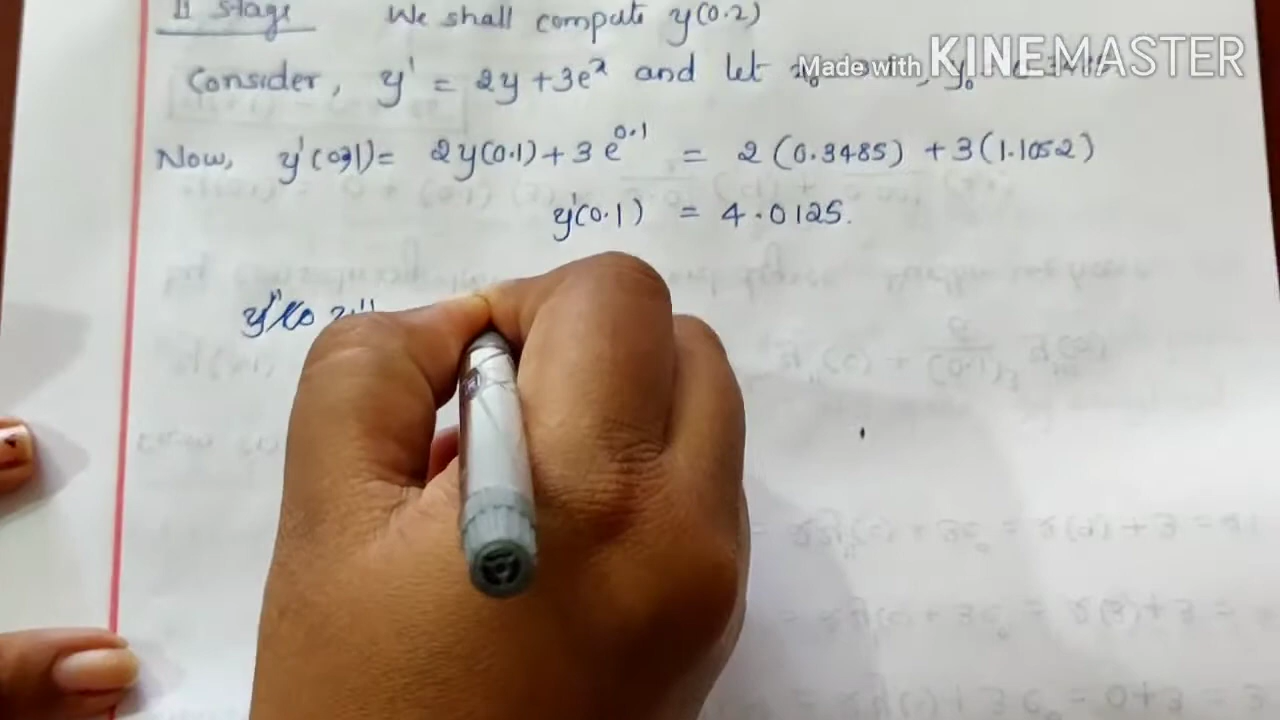 II stage We shall compute y(0.2)
Consider, y' = 2y + 3e^x and let
Made with KINEMASTER
Now, y'(0.1) = 2y(0.1) + 3e^0.1 = 2(0.3485) + 3(1.1052)
y'(0.1) = 4.0125.
y''